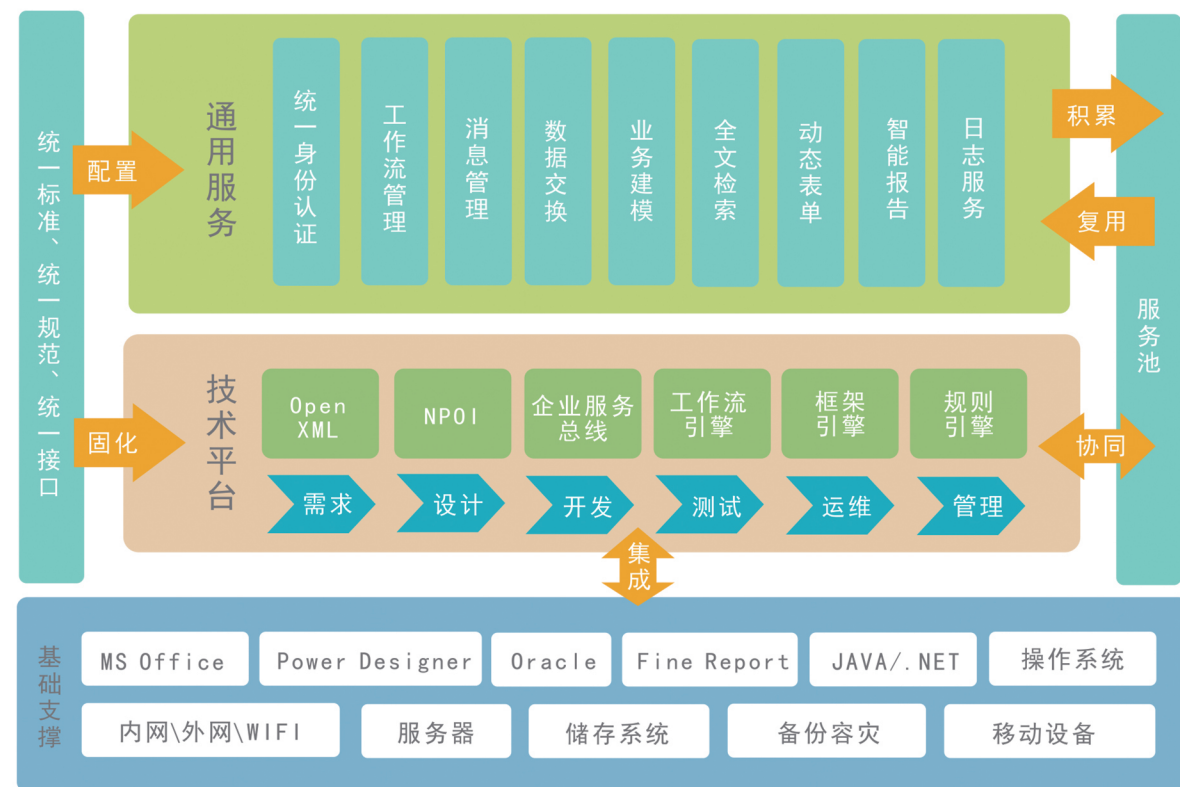 统一标准、统一规范、统一接口
配置
固化
通用服务
统一身份认证
工作流管理
消息管理
数据交换
业务建模
全文检索
动态表单
智能报告
日志服务
积累
复用
服务池
技术平台
Open
XML
NPOI
企业服务
总线
工作流
引擎
框架
引擎
规则
引擎
协同
需求
设计
开发
测试
运维
管理
集成
基础支撑
MS Office
Power Designer
Oracle
Fine Report
JAVA/.NET
操作系统
内网\外网\WIFI
服务器
储存系统
备份容灾
移动设备